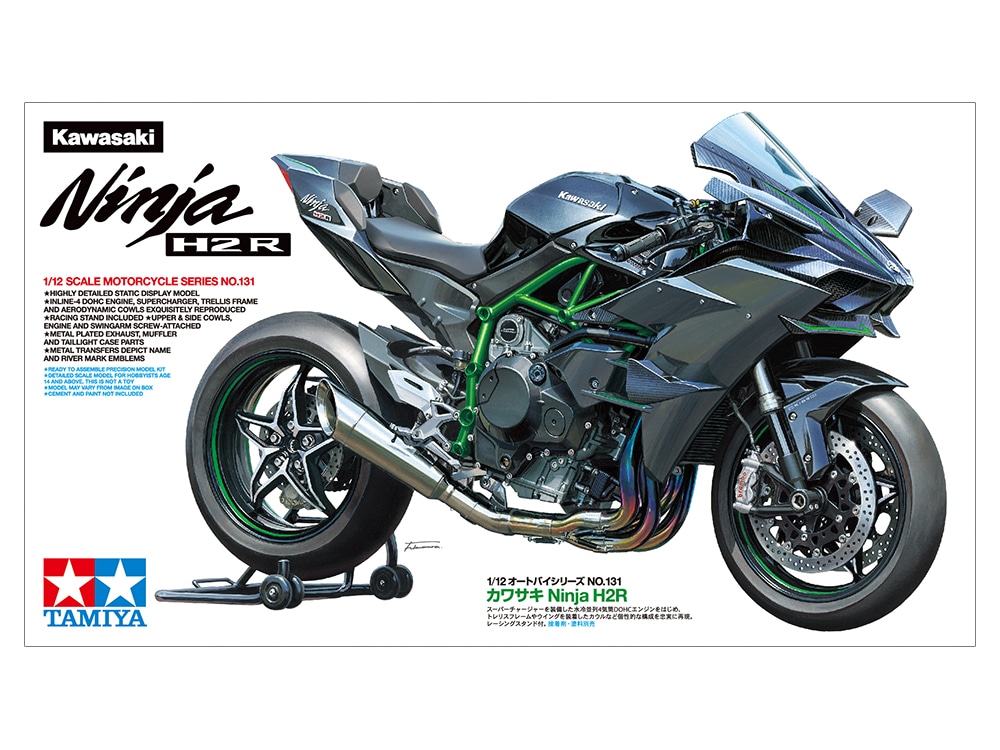 Kawasaki
Ninja
H2R
1/12 SCALE MOTORCYCLE SERIES NO.131
★HIGHLY DETAILED STATIC DISPLAY MODEL
★INLINE-4 DOHC ENGINE, SUPERCHARGER, TRELLIS FRAME
AND AERODYNAMIC COWLS EXQUISITELY REPRODUCED
★RACING STAND INCLUDED ★UPPER & SIDE COWLS,
ENGINE AND SWINGARM SCREW-ATTACHED
★METAL PLATED EXHAUST, MUFFLER
AND TAILLIGHT CASE PARTS
★METAL TRANSFERS DEPICT NAME
AND RIVER MARK EMBLEMS
★READY TO ASSEMBLE PRECISION MODEL KIT
★DETAILED SCALE MODEL FOR HOBBYISTS AGE
14 AND ABOVE, THIS IS NOT A TOY
★MODEL MAY VARY FROM IMAGE ON BOX
★CEMENT AND PAINT NOT INCLUDED
Kawasaki
Ninja
H2R
brembo
TAMIYA
1/12 オートバイシリーズ NO.131
カワサキ Ninja H2R
スーパーチャージャーを装備した水冷並列4気筒DOHCエンジンをはじめ、
トレリスフレームやウイングを装着したカウルなど個性的な構成を忠実に再現。
レーシングスタンド付。接着剤・塗料別売